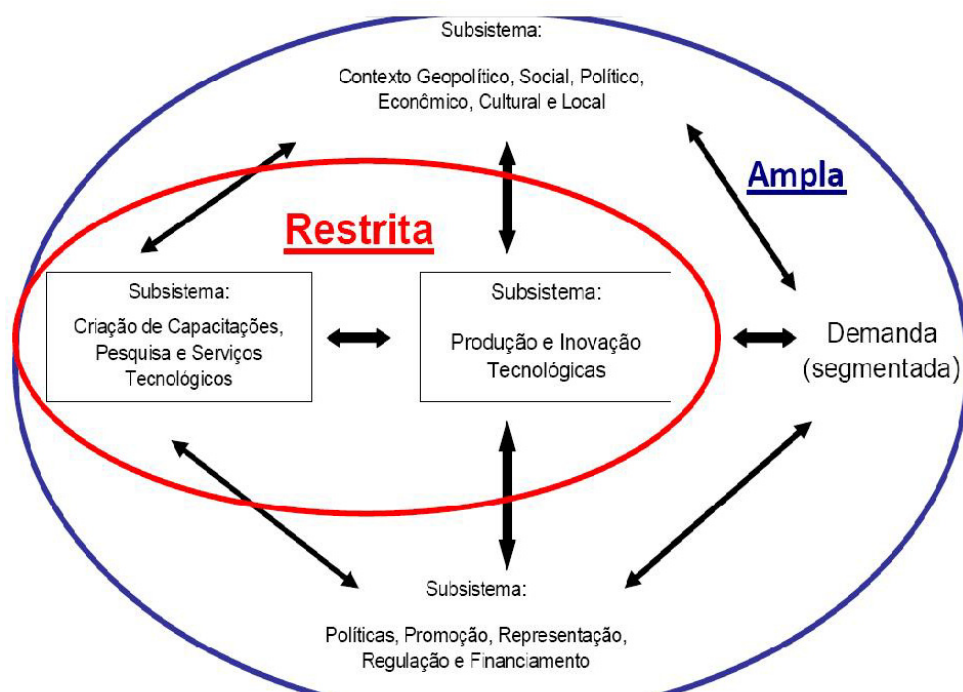 Subsistema:
Contexto Geopolítico, Social, Político,
Econômico, Cultural e Local
Ampla
Restrita
Subsistema:
Criação de Capacitações,
Pesquisa e Serviços
Tecnológicos
Subsistema:
Produção e Inovação
Tecnológicas
Demanda
(segmentada)
Subsistema:
Políticas, Promoção, Representação,
Regulação e Financiamento